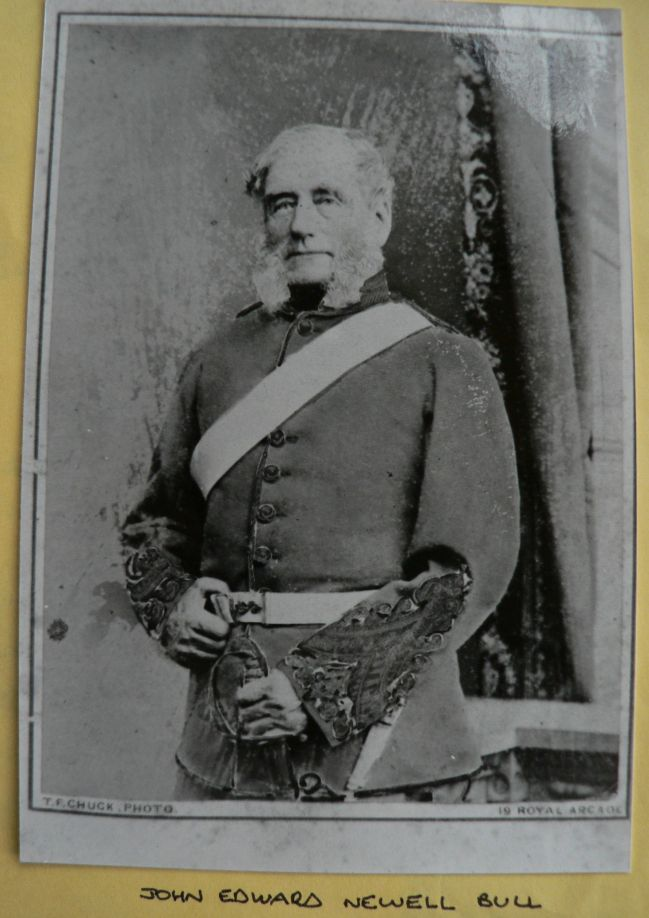 T.F. CHUCK. PHOTO. 19 ROYAL ARCADE
JOHN EDWARD NEWELL BULL